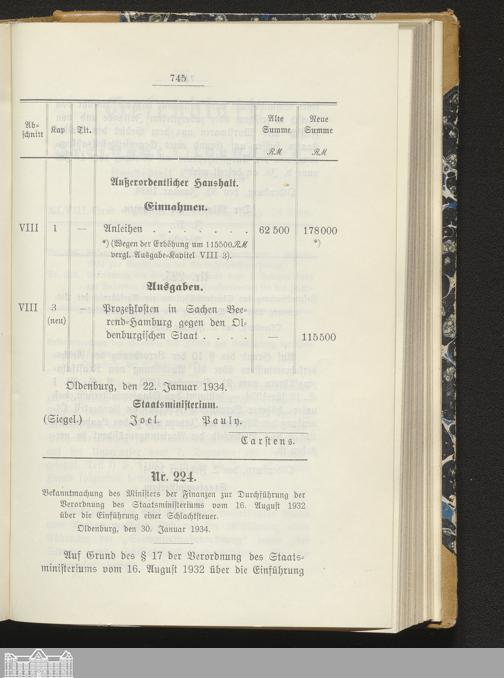 745
Ab-
schnitt Kap Tit. Alte Summe Neue Summe
RM RM
Außerordentlicher Haushalt.
Einnahmen.
VIII 1 — Anleihen . . . . . . . 62 500 178 000
*) (Wegen der Erhöhung um 115500 RM *)
vergl. Ausgabe-Kapitel VIII 3).
Ausgaben.
VIII 3 — Prozeßkosten in Sachen Bee-
(neu) rend-Hamburg gegen den Ol-
denburgischen Staat . . . . — 115 500
Oldenburg, den 22. Januar 1934.
Staatsministerium.
(Siegel.) Joel. Pauly.
Carstens.
Nr. 224.
Bekanntmachung des Ministers der Finanzen zur Durchführung der
Verordnung des Staatsministeriums vom 16. August 1932
über die Einführung einer Schlachtsteuer.
Oldenburg, den 30. Januar 1934.
Auf Grund des § 17 der Verordnung des Staats-
ministeriums vom 16. August 1932 über die Einführung